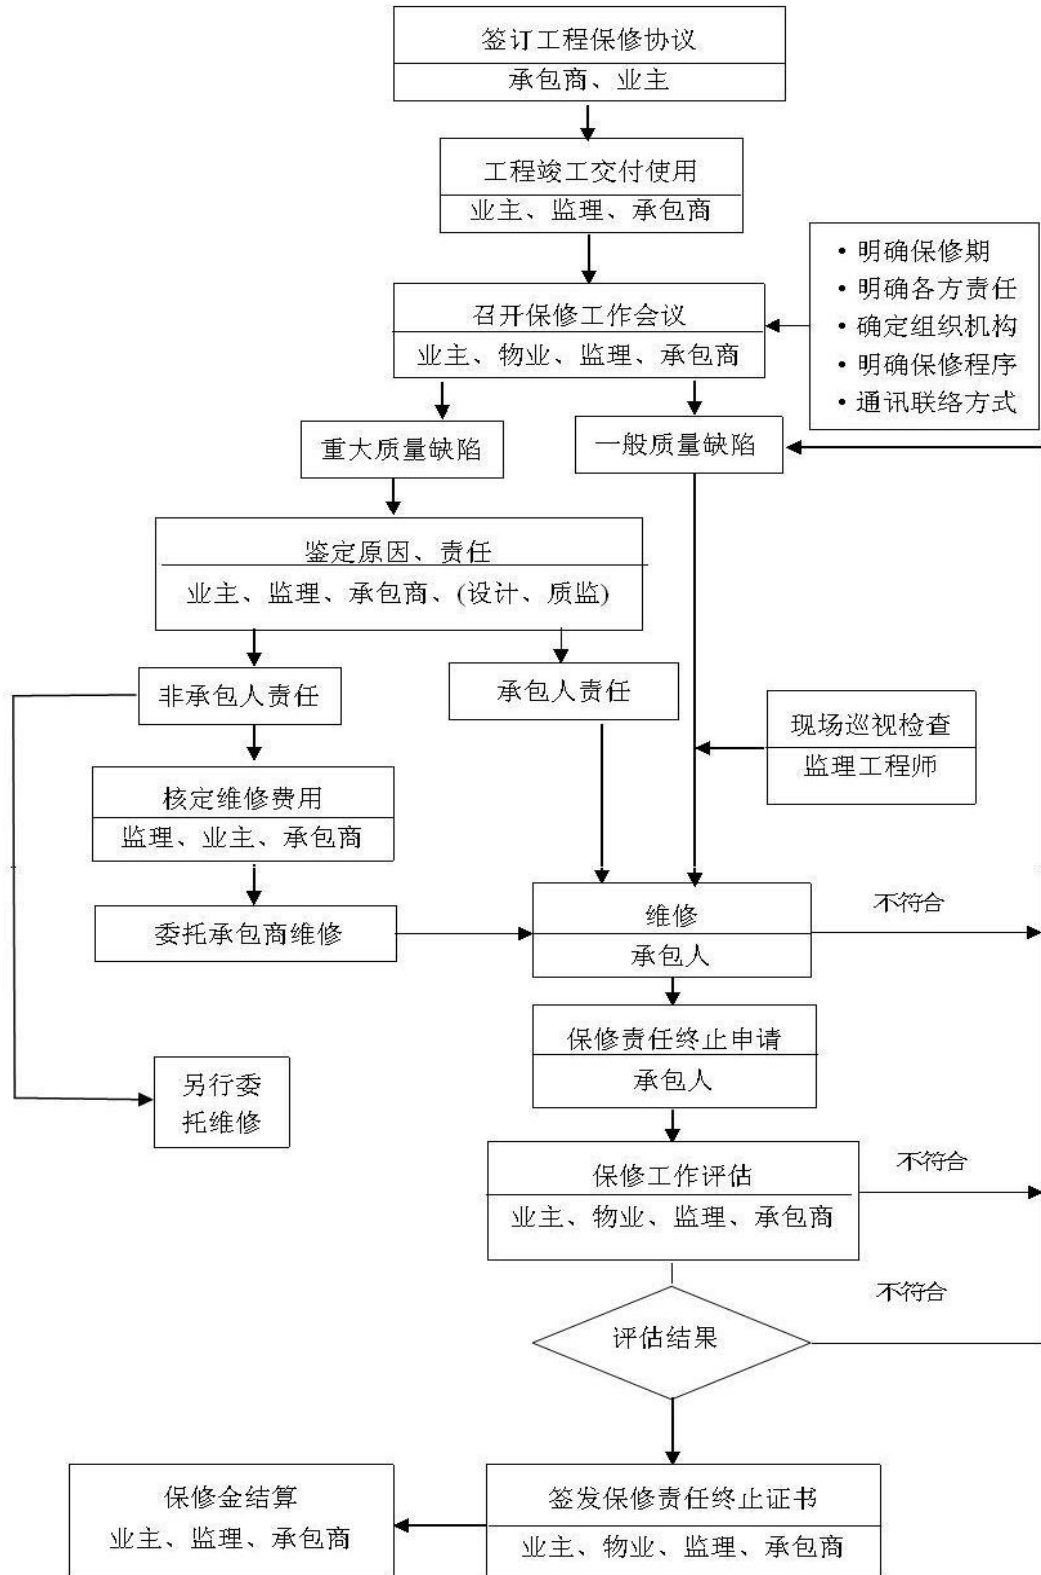 签订工程保修协议
承包商、业主
工程竣工交付使用
业主、监理、承包商
• 明确保修期
• 明确各方责任
• 确定组织机构
• 明确保修程序
• 通讯联络方式
召开保修工作会议
业主、物业、监理、承包商
重大质量缺陷
一般质量缺陷
鉴定原因、责任
业主、监理、承包商、(设计、质监)
非承包人责任
承包人责任
现场巡视检查
监理工程师
核定维修费用
监理、业主、承包商
委托承包商维修
维修
承包人
不符合
保修责任终止申请
承包人
另行委
托维修
保修工作评估
业主、物业、监理、承包商
不符合
评估结果
不符合
签发保修责任终止证书
业主、物业、监理、承包商
保修金结算
业主、监理、承包商